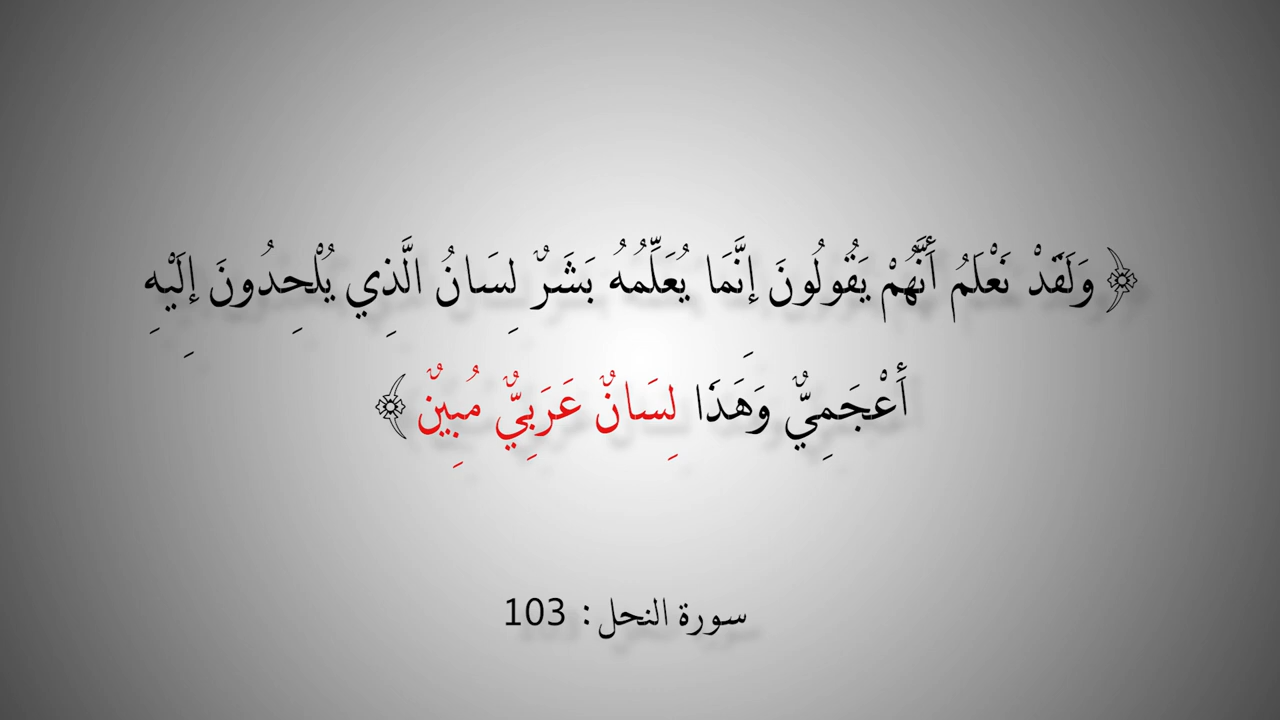 ﴿ وَلَقَدْ نَعْلَمُ أَنَّهُمْ يَقُولُونَ إِنَّمَا يُعَلِّمُهُ بَشَرٌ لِسَانُ الَّذِي يُلْحِدُونَ إِلَيْهِ
أَعْجَمِيٌّ وَهَذَا لِسَانٌ عَرَبِيٌّ مُبِينٌ ﴾
سورة النحل : 103